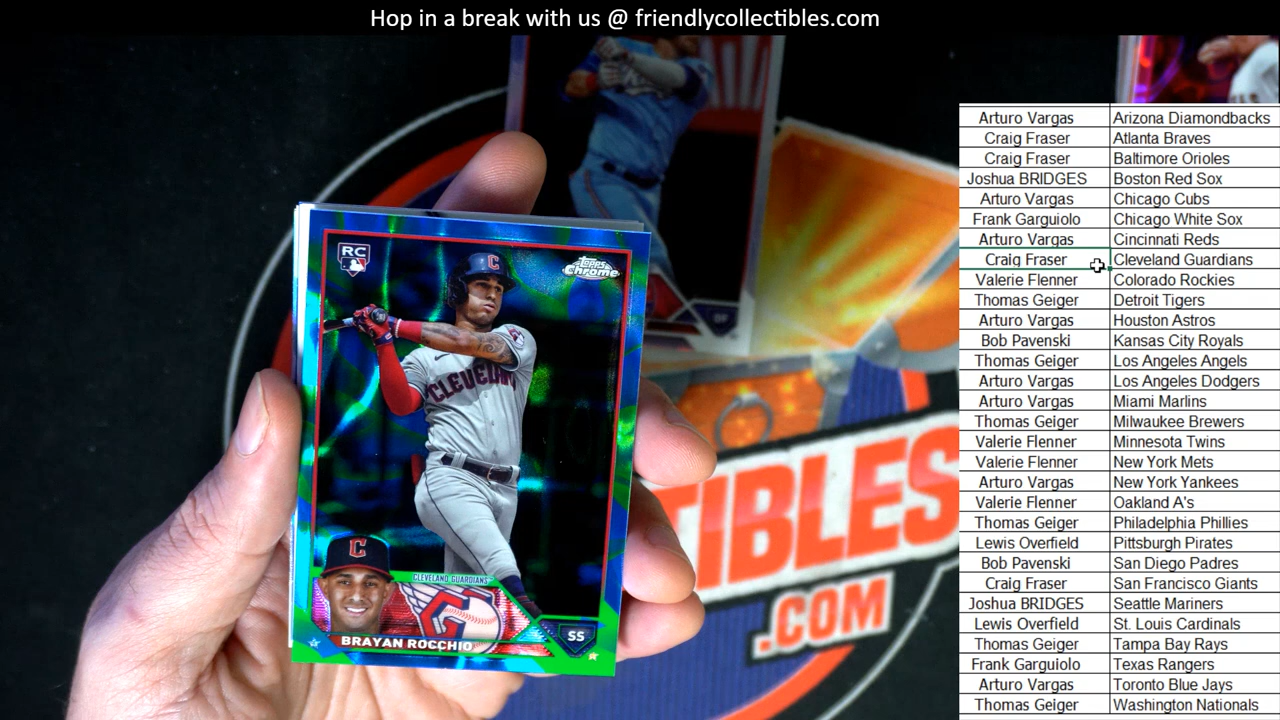 Hop in a break with us @ friendlycollectibles.com
RC
Topps
Chrome
C
CLEVELAND
C
CLEVELAND GUARDIANS
BRAYAN ROCCHIO
SS
OF
TIBLES
.COM
Arturo Vargas Arizona Diamondbacks
Craig Fraser Atlanta Braves
Craig Fraser Baltimore Orioles
Joshua BRIDGES Boston Red Sox
Arturo Vargas Chicago Cubs
Frank Garguiolo Chicago White Sox
Arturo Vargas Cincinnati Reds
Craig Fraser Cleveland Guardians
Valerie Flenner Colorado Rockies
Thomas Geiger Detroit Tigers
Arturo Vargas Houston Astros
Bob Pavenski Kansas City Royals
Thomas Geiger Los Angeles Angels
Arturo Vargas Los Angeles Dodgers
Arturo Vargas Miami Marlins
Thomas Geiger Milwaukee Brewers
Valerie Flenner Minnesota Twins
Valerie Flenner New York Mets
Arturo Vargas New York Yankees
Valerie Flenner Oakland A's
Thomas Geiger Philadelphia Phillies
Lewis Overfield Pittsburgh Pirates
Bob Pavenski San Diego Padres
Craig Fraser San Francisco Giants
Joshua BRIDGES Seattle Mariners
Lewis Overfield St. Louis Cardinals
Thomas Geiger Tampa Bay Rays
Frank Garguiolo Texas Rangers
Arturo Vargas Toronto Blue Jays
Thomas Geiger Washington Nationals